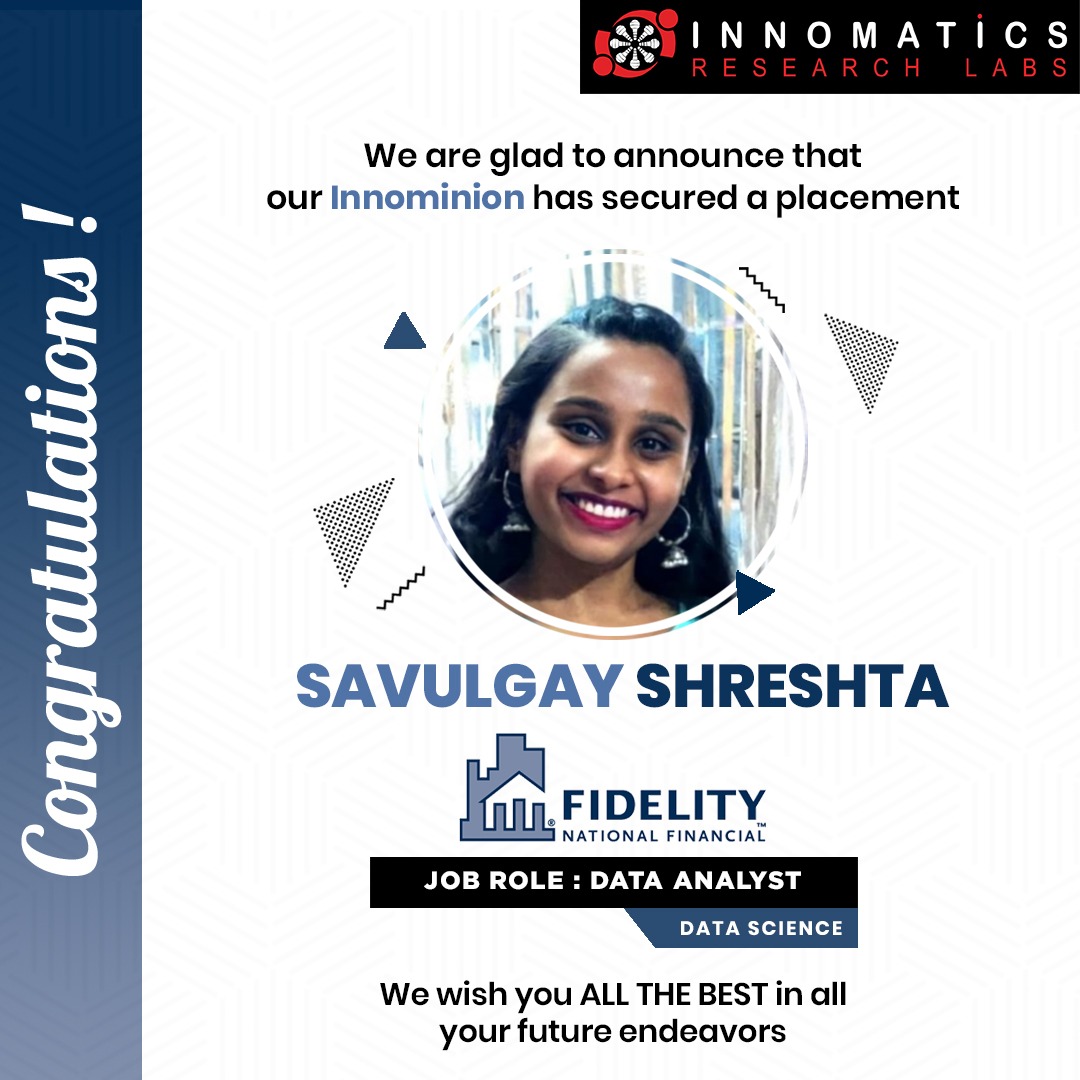 INNOMATICS
RESEARCH LABS
Congratulations !
We are glad to announce that
our Innominion has secured a placement
SAVULGAY SHRESHTA
FIDELITY™
NATIONAL FINANCIAL®
JOB ROLE : DATA ANALYST
DATA SCIENCE
We wish you ALL THE BEST in all
your future endeavors